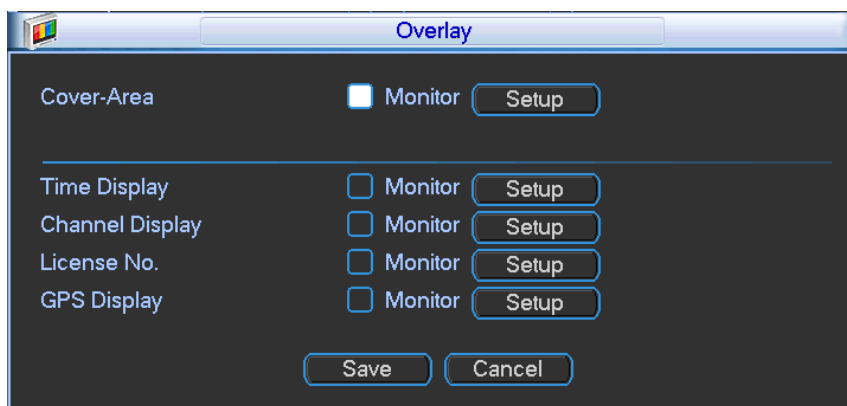 Overlay
Cover-Area Monitor Setup
Time Display Monitor Setup
Channel Display Monitor Setup
License No. Monitor Setup
GPS Display Monitor Setup
Save Cancel